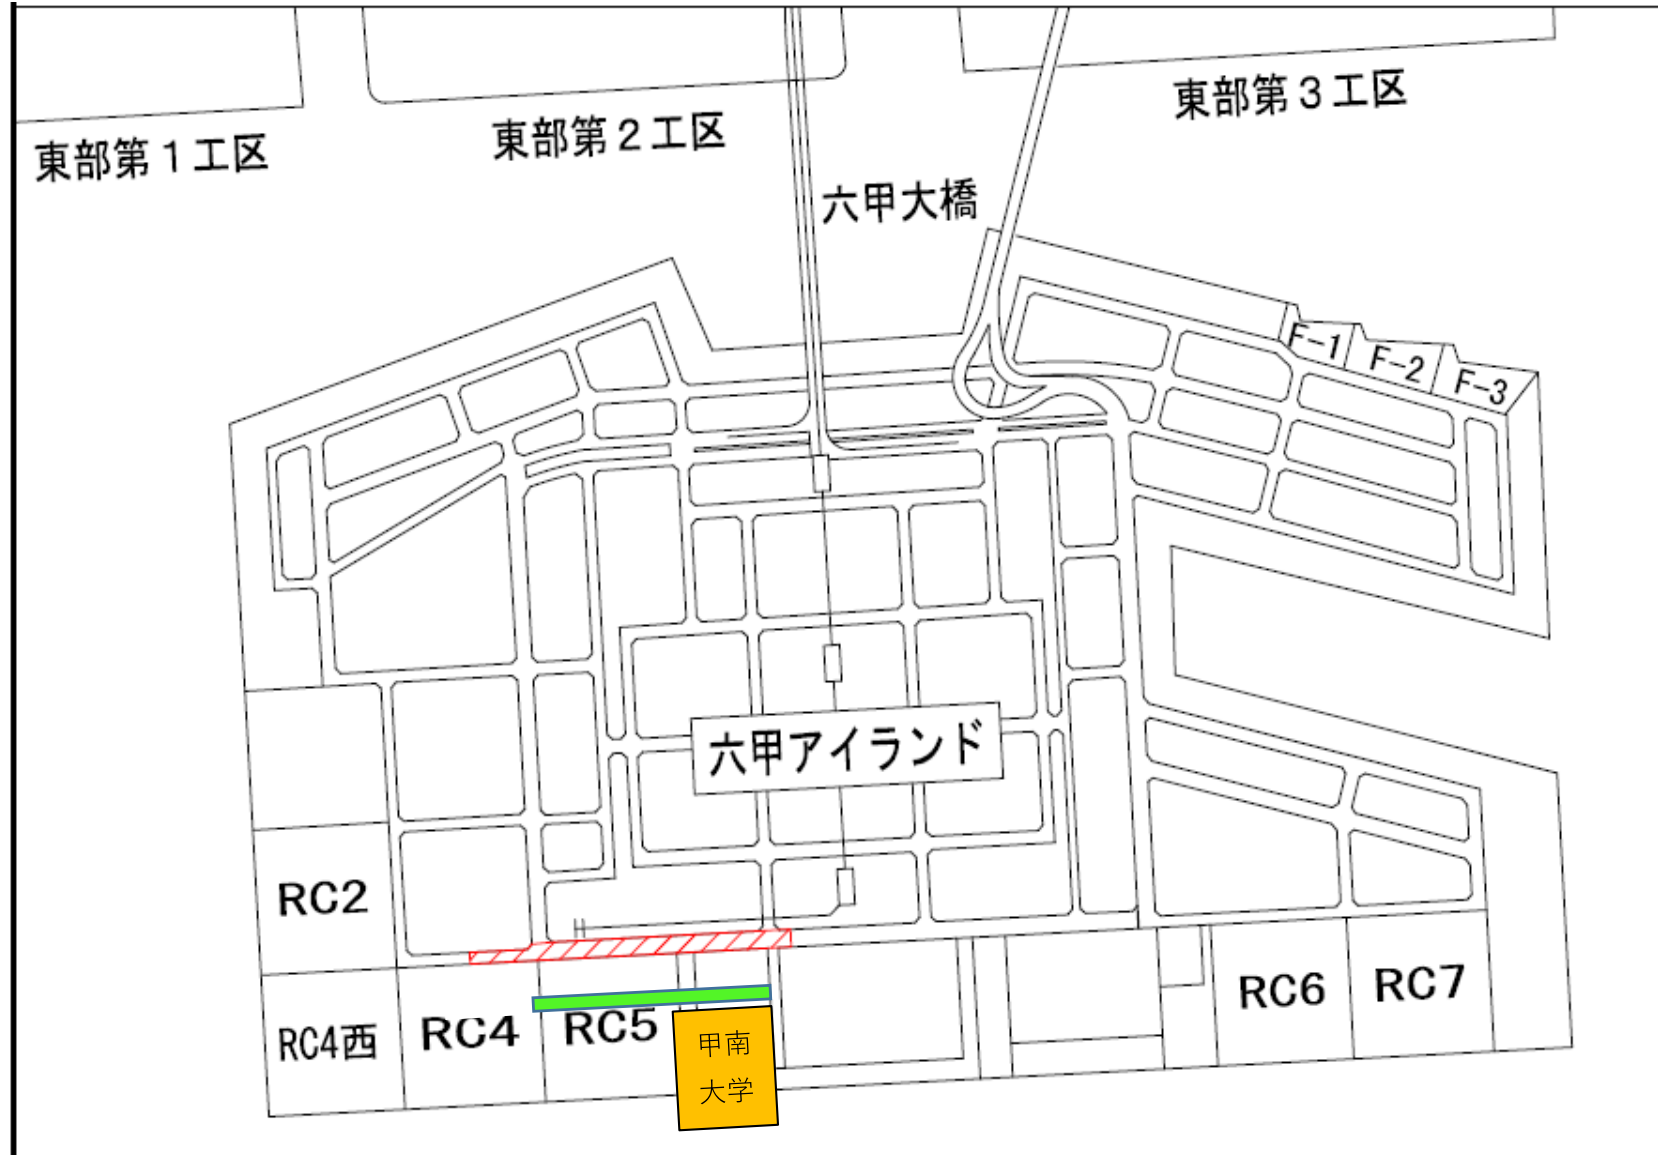 東部第１工区
東部第２工区
東部第３工区
六甲大橋
F-1
F-2
F-3
六甲アイランド
RC2
RC4西
RC4
RC5
甲南
大学
RC6
RC7